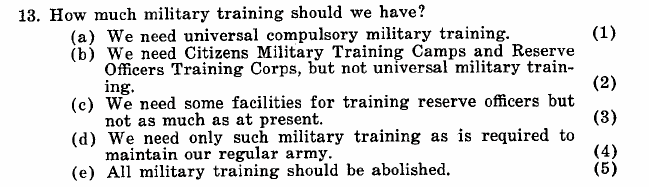 13. How much military training should we have?
(a) We need universal compulsory military training. (1)
(b) We need Citizens Military Training Camps and Reserve
Officers Training Corps, but not universal military train-
ing. (2)
(c) We need some facilities for training reserve officers but
not as much as at present. (3)
(d) We need only such military training as is required to
maintain our regular army. (4)
(e) All military training should be abolished. (5)